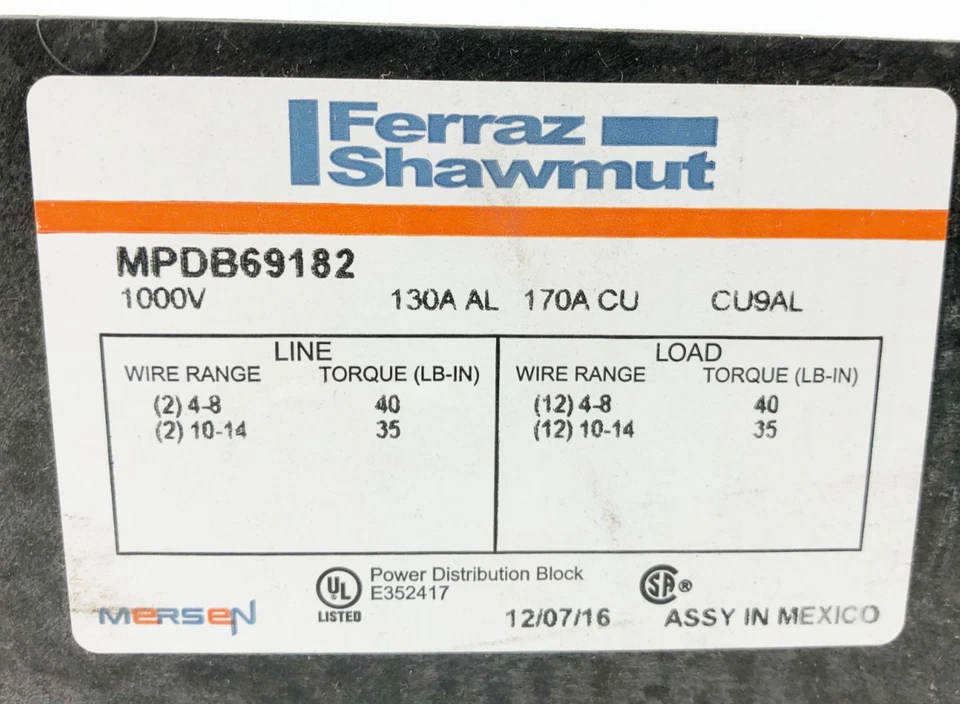 Ferraz
Shawmut
MPDB69182
1000V 130A AL 170A CU CU9AL
LINE LOAD
WIRE RANGE TORQUE (LB-IN) WIRE RANGE TORQUE (LB-IN)
(2) 4-8 40 (12) 4-8 40
(2) 10-14 35 (12) 10-14 35
UL
LISTED
Power Distribution Block
E352417
SA®
MERSEN
12/07/16 ASSY IN MEXICO